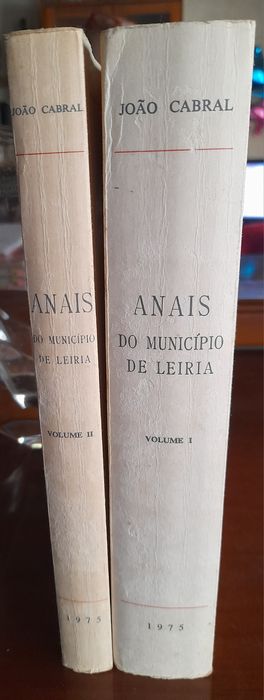 JOÃO CABRAL
ANAIS
DO MUNICÍPIO
DE LEIRIA
VOLUME II
1975
JOÃO CABRAL
ANAIS
DO MUNICÍPIO
DE LEIRIA
VOLUME I
1975